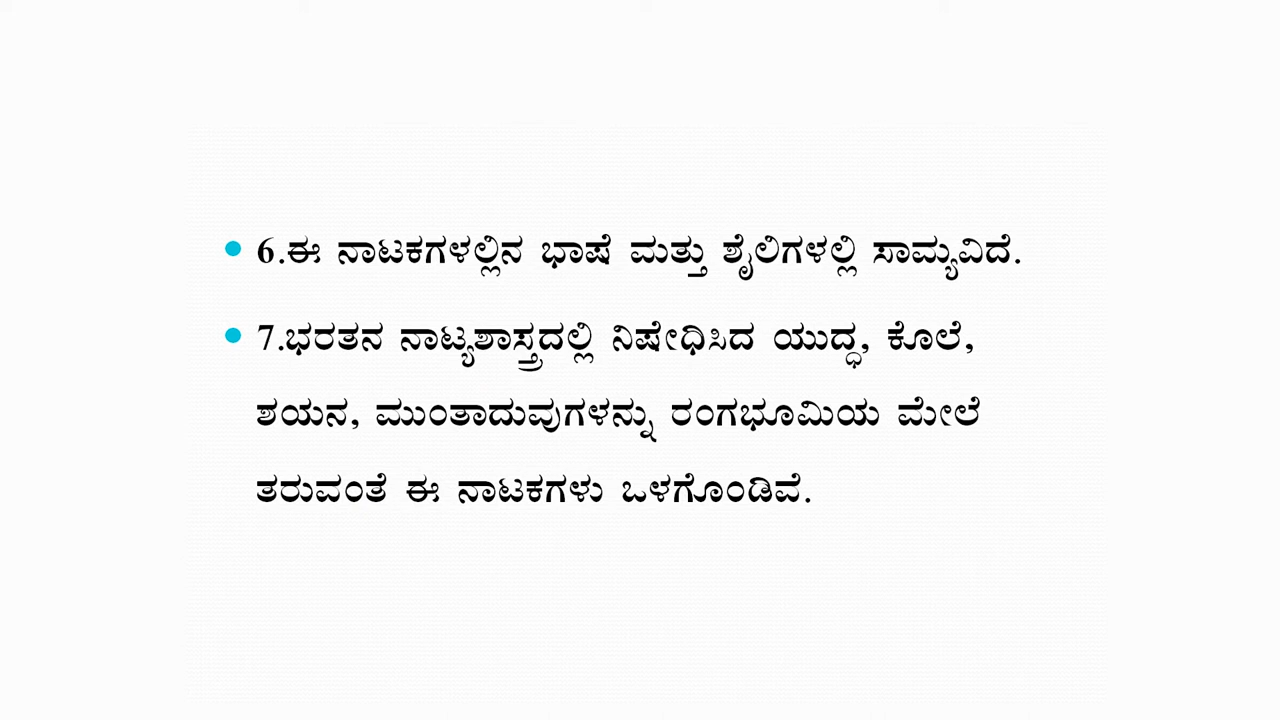 • 6.ಈ ನಾಟಕಗಳಲ್ಲಿನ ಭಾಷೆ ಮತ್ತು ಶೈಲಿಗಳಲ್ಲಿ ಸಾಮ್ಯವಿದೆ.
• 7.ಭರತನ ನಾಟ್ಯಶಾಸ್ತ್ರದಲ್ಲಿ ನಿಷೇಧಿಸಿದ ಯುದ್ಧ, ಕೊಲೆ,
ಶಯನ, ಮುಂತಾದುವುಗಳನ್ನು ರಂಗಭೂಮಿಯ ಮೇಲೆ
ತರುವಂತೆ ಈ ನಾಟಕಗಳು ಒಳಗೊಂಡಿವೆ.